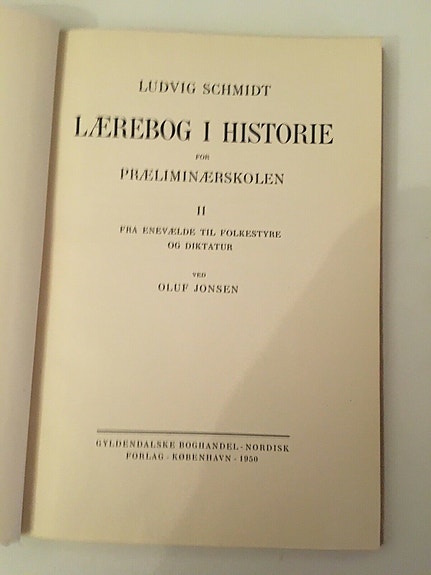 LUDVIG SCHMIDT
LÆREBOG I HISTORIE
FOR
PRÆLIMINÆRSKOLEN
II
FRA ENEVÆLDE TIL FOLKESTYRE
OG DIKTATUR
VED
OLUF JONSEN
GYLDENDALSKE BOGHANDEL · NORDISK
FORLAG · KØBENHAVN · 1950